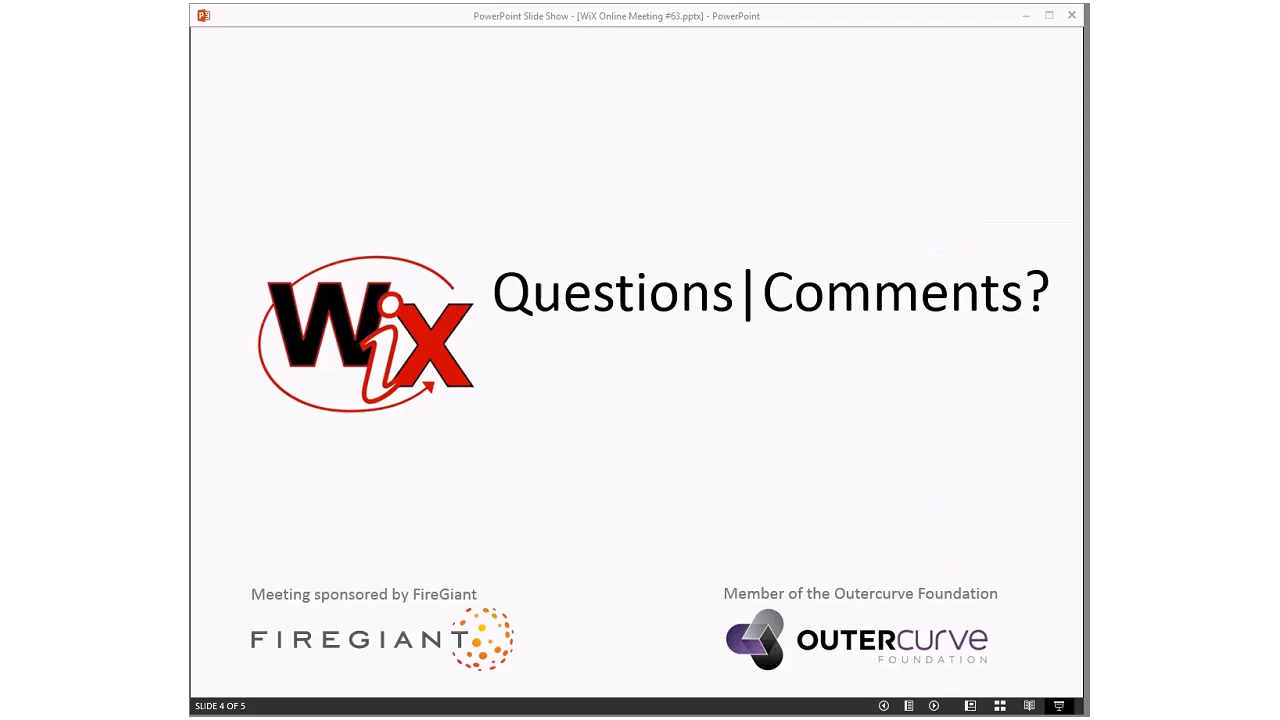 PowerPoint Slide Show - [WiX Online Meeting #63.pptx] - PowerPoint
WiX
Questions|Comments?
Meeting sponsored by FireGiant
FIREGIANT
Member of the Outercurve Foundation
OUTERCURVE
FOUNDATION
SLIDE 4 OF 5